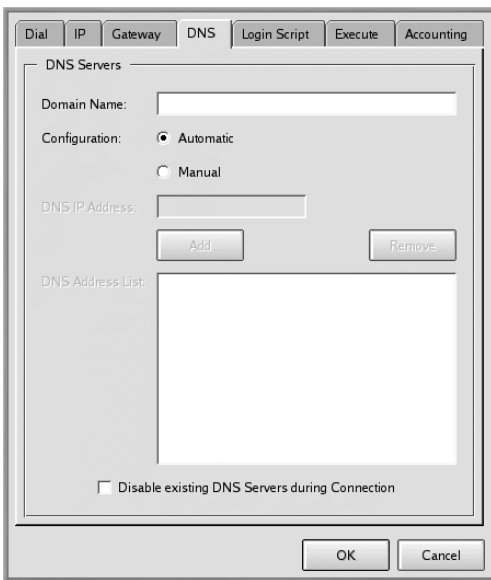 Dial IP Gateway DNS Login Script Execute Accounting
DNS Servers
Domain Name:
Configuration: Automatic
Manual
DNS IP Address:
Add Remove
DNS Address List:
Disable existing DNS Servers during Connection
OK Cancel